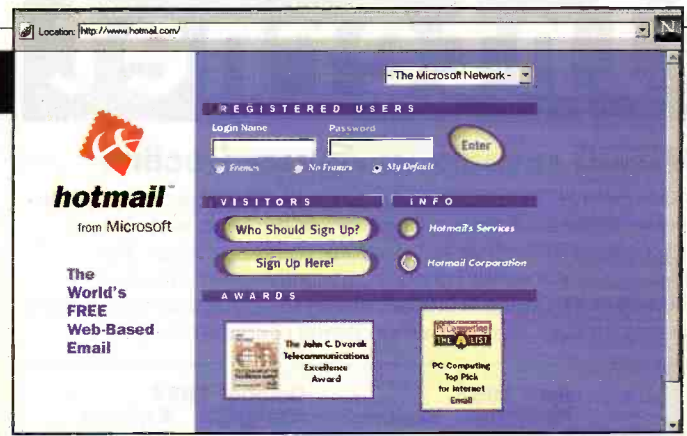 Location: http://www.hotmail.com/
N
- The Microsoft Network -
REGISTERED USERS
Login Name
Password
Enter
Frames
No Frames
My Default
hotmail™
from Microsoft
The
World's
FREE
Web-Based
Email
VISITORS
INFO
Who Should Sign Up?
Hotmail's Services
Sign Up Here!
Hotmail Corporation
AWARDS
The John C. Dvorak
Telecommunications
Excellence
Award
PC Computing
THE A LIST
PC Computing
Top Pick
for Internet
Email